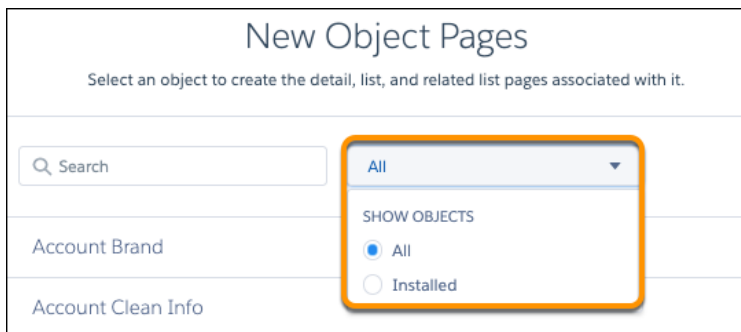 New Object Pages
Select an object to create the detail, list, and related list pages associated with it.
Search
All
SHOW OBJECTS
All
Installed
Account Brand
Account Clean Info